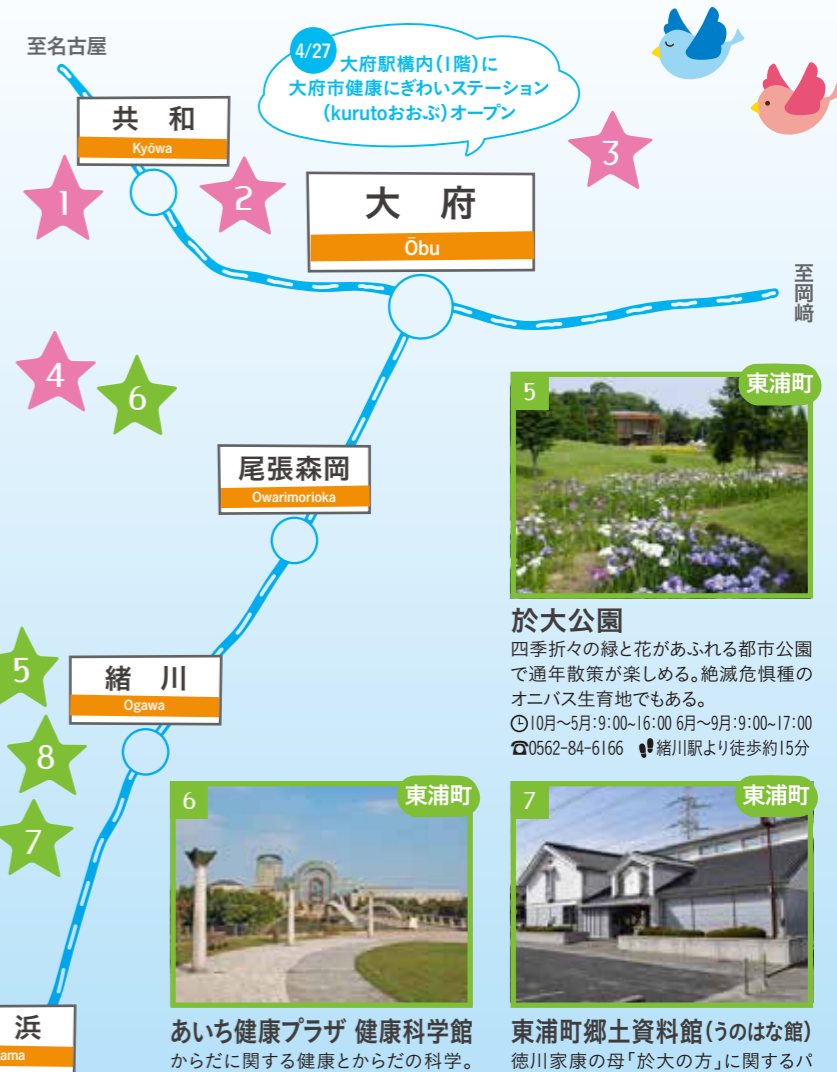 至名古屋
4/27
大府駅構内(1階)に
大府市健康にぎわいステーション
(kurutoおおぶ)オープン
共 和
Kyōwa
1
2
3
大 府
Ōbu
至岡﨑
4
6
尾張森岡
Owarimorioka
5
緒 川
Ogawa
8
7
浜
ama
5
東浦町
於大公園
四季折々の緑と花があふれる都市公園
で通年散策が楽しめる。絶滅危惧種の
オニバス生育地でもある。
10月〜5月:9:00~16:00 6月〜9月:9:00~17:00
☎0562-84-6166 緒川駅より徒歩約15分
6
東浦町
あいち健康プラザ 健康科学館
からだに関する健康とからだの科学。
7
東浦町
東浦町郷土資料館(うのはな館)
徳川家康の母「於大の方」に関するパ